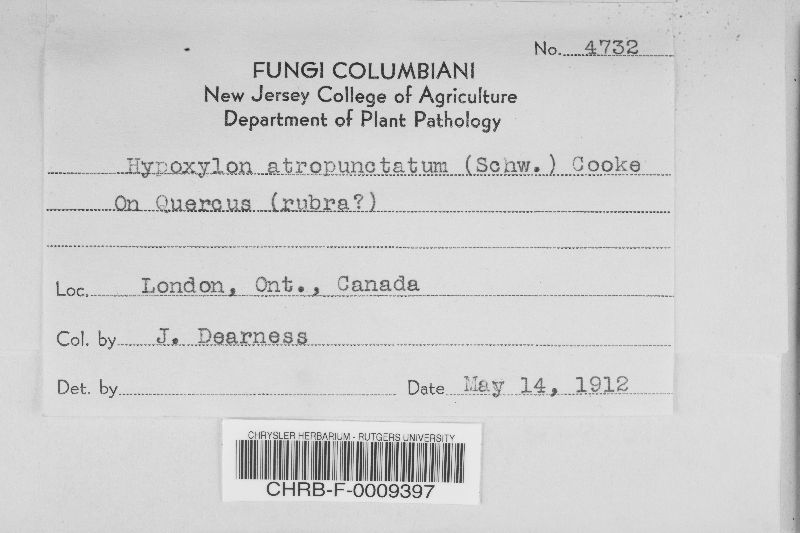 No. 4732
FUNGI COLUMBIANI
New Jersey College of Agriculture
Department of Plant Pathology
Hypoxylon atropunctatum (Schw.) Cooke
On Quercus (rubra?)
Loc. London, Ont., Canada
Col. by J. Dearness
Det. by Date May 14, 1912
CHRYSLER HERBARIUM - RUTGERS UNIVERSITY
CHRB-F-0009397